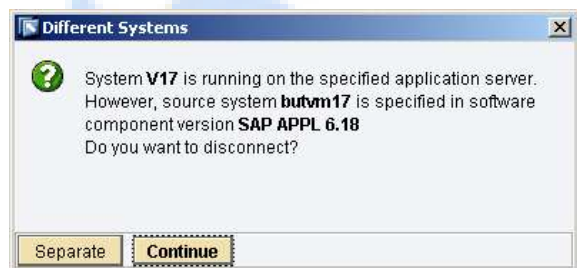 Different Systems
System V17 is running on the specified application server.
However, source system butvm17 is specified in software
component version SAP APPL 6.18
Do you want to disconnect?
Separate Continue